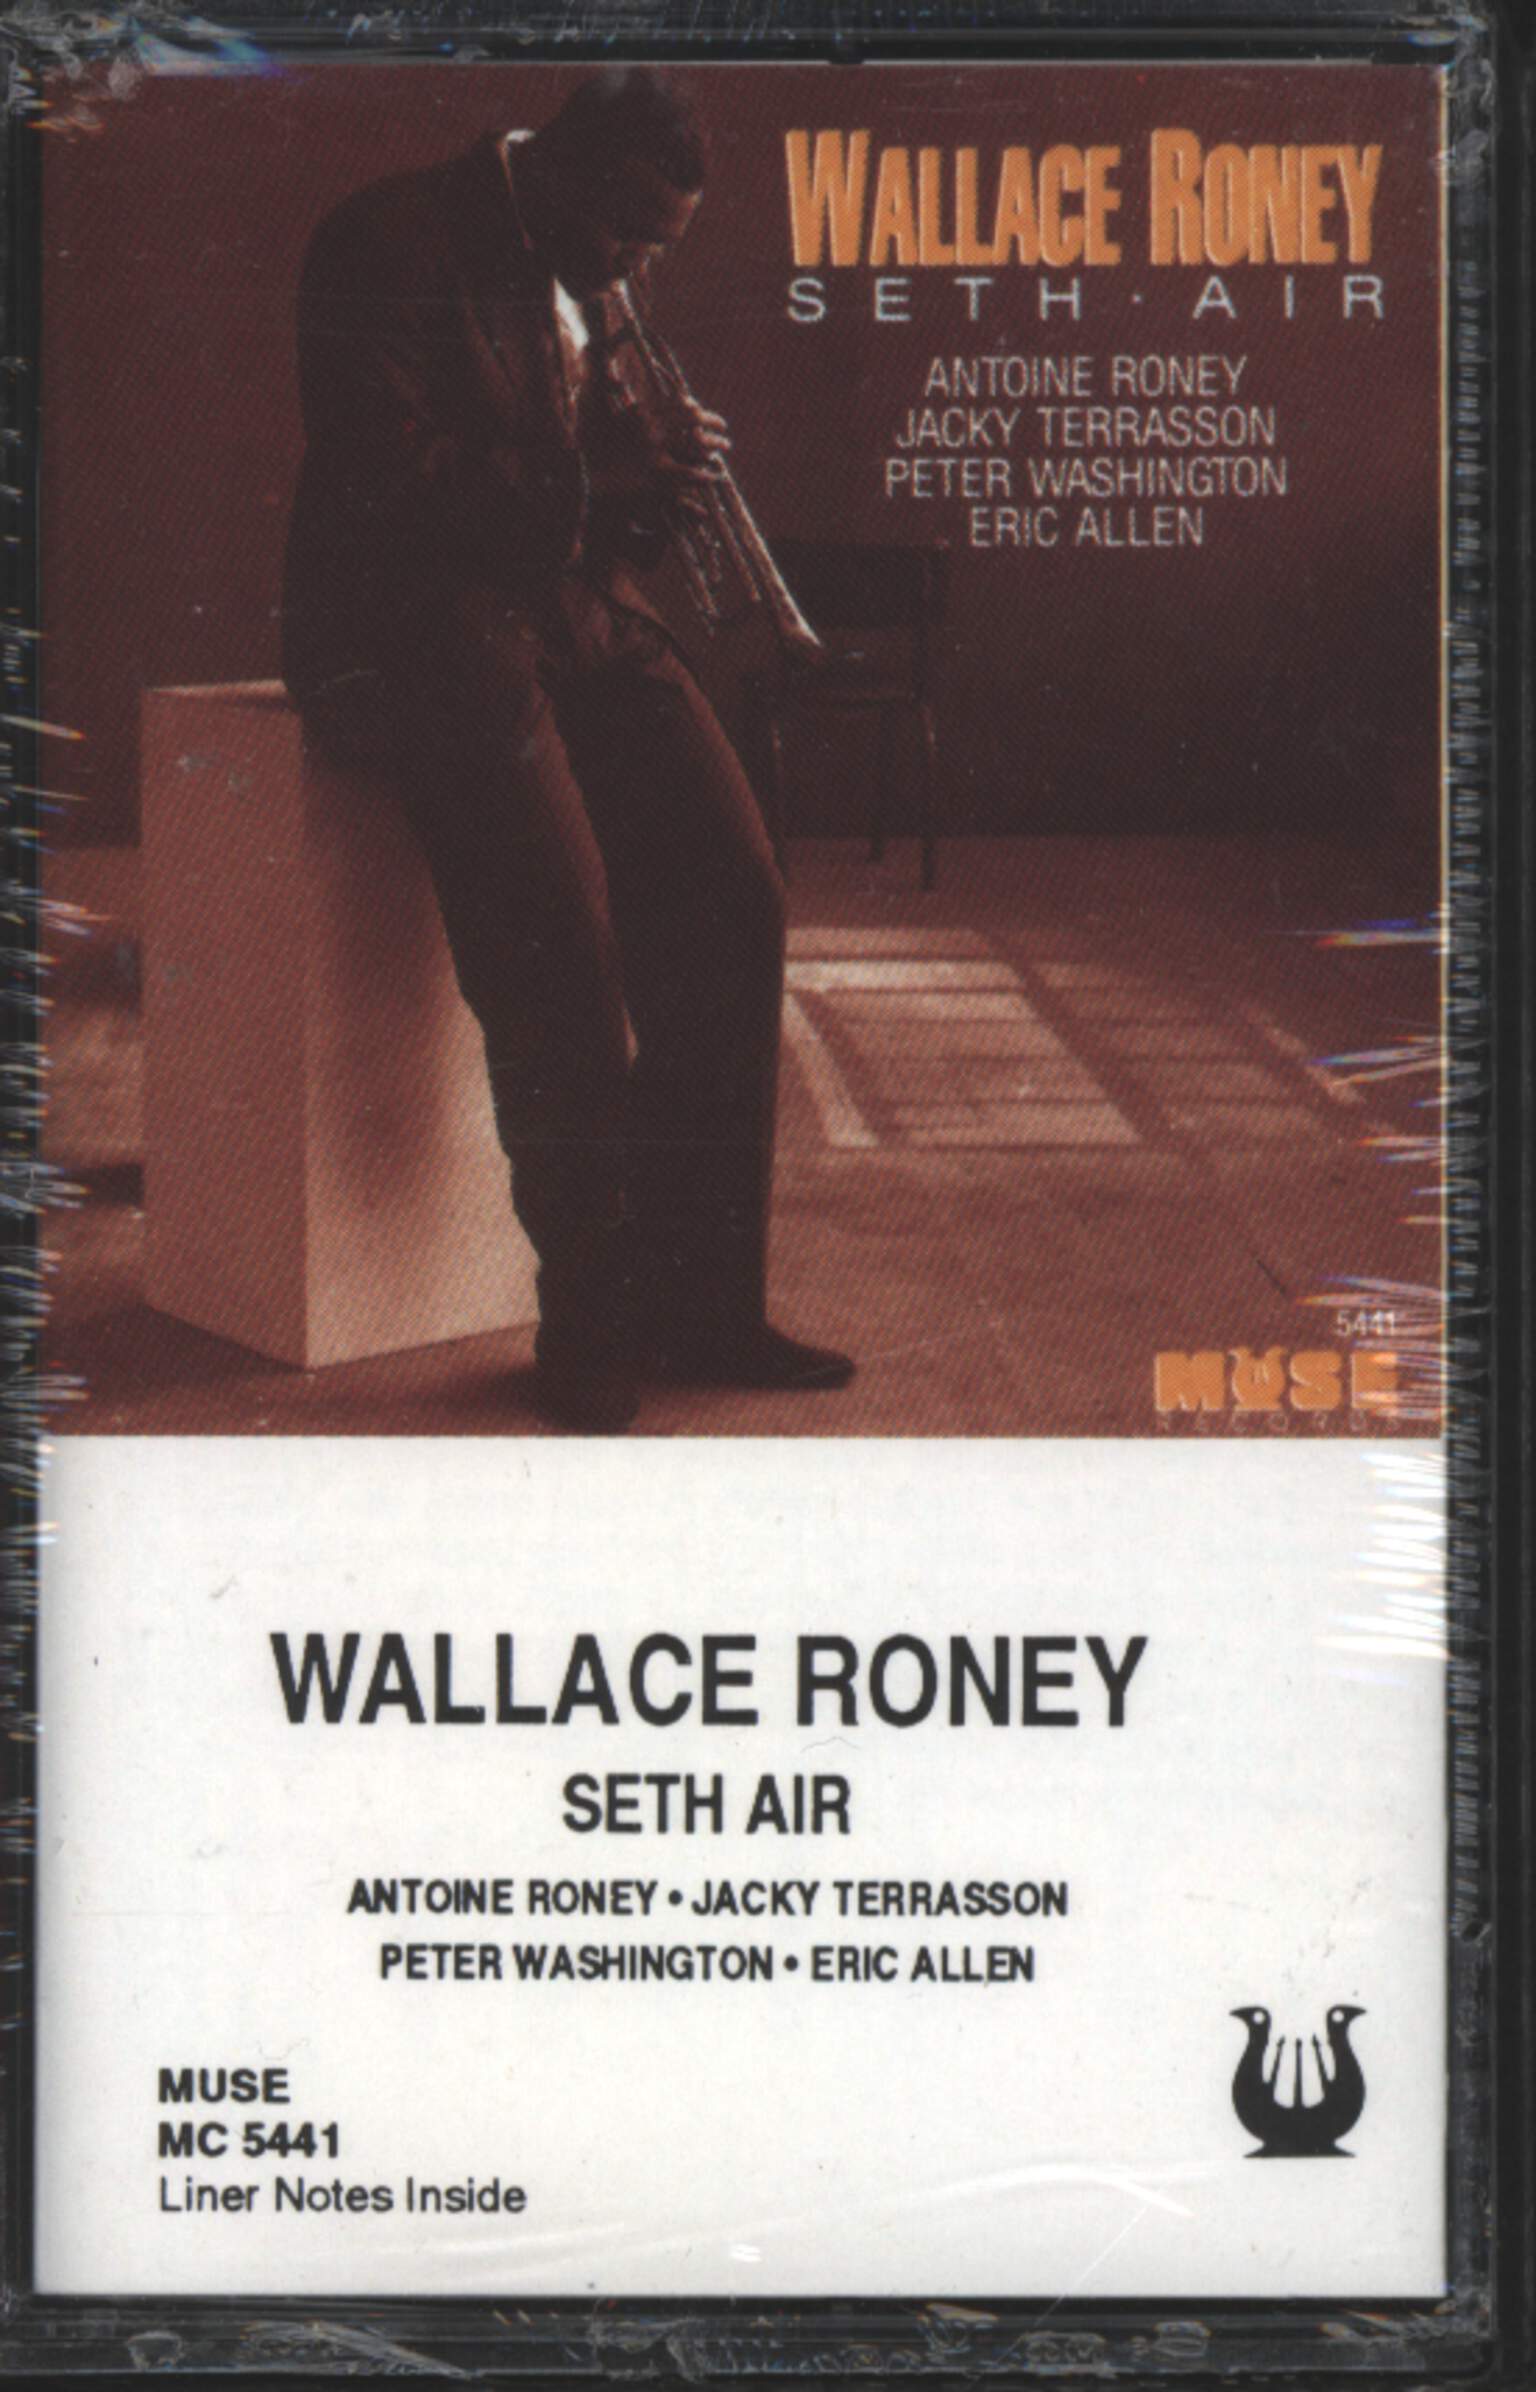 WALLACE RONEY
SETH · AIR
ANTOINE RONEY
JACKY TERRASSON
PETER WASHINGTON
ERIC ALLEN
5441
MUSE
RECORDS
WALLACE RONEY
SETH AIR
ANTOINE RONEY • JACKY TERRASSON
PETER WASHINGTON • ERIC ALLEN
MUSE
MC 5441
Liner Notes Inside